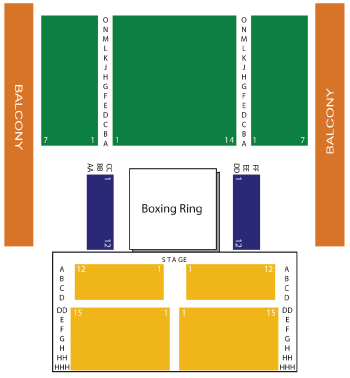 O O
N N
M M
L L
K K
J J
H H
G G
F F
E E
D D
C C
B B
7 1 A 1 14 A 1 7
BALCONY
BALCONY
CC
BB
AA
1
12
FF
EE
DD
1
12
Boxing Ring
STAGE
A 12 1 1 12 A
B B
C C
D D
DD 15 1 1 15 DD
E E
F F
G G
H H
HH HH
HHH HHH